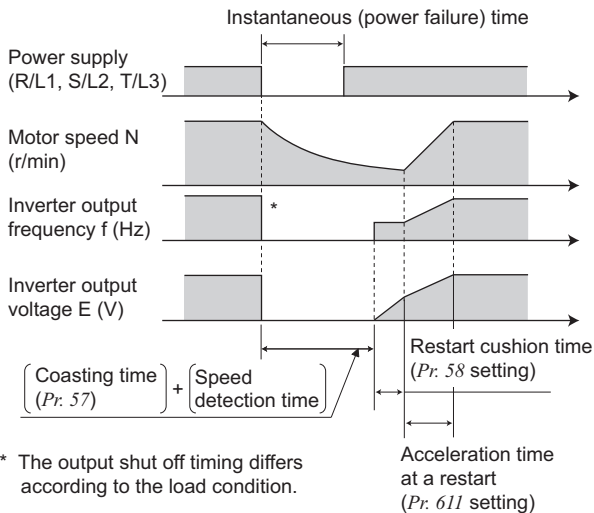 Instantaneous (power failure) time
Power supply
(R/L1, S/L2, T/L3)
Motor speed N
(r/min)
Inverter output
frequency f (Hz)
*
Inverter output
voltage E (V)
Coasting time
(Pr. 57)
+
Speed
detection time
Restart cushion time
(Pr. 58 setting)
Acceleration time
at a restart
(Pr. 611 setting)
* The output shut off timing differs
according to the load condition.